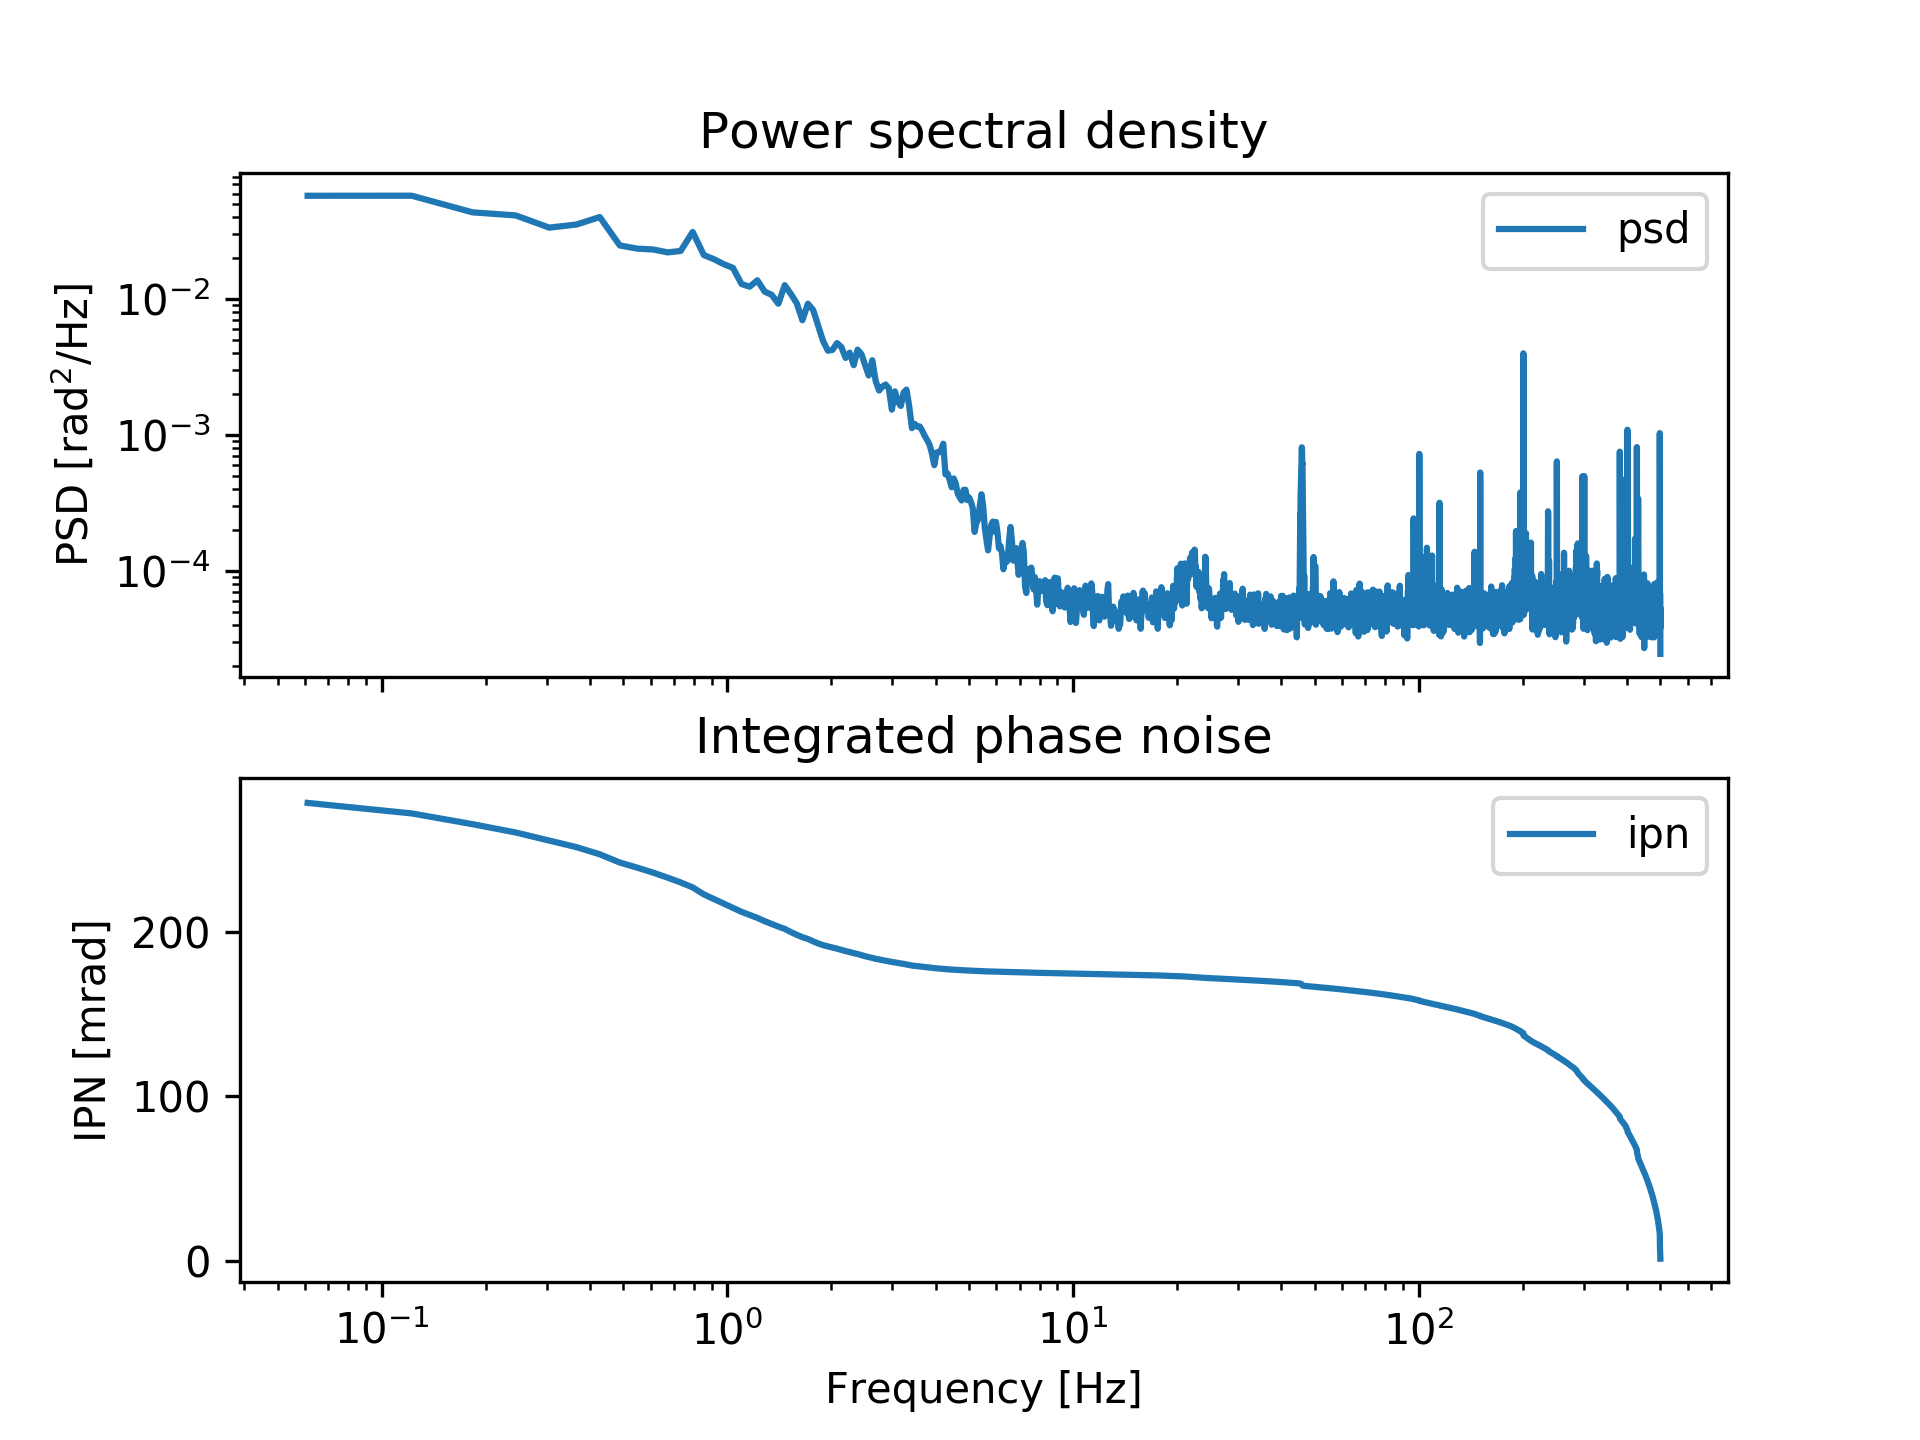 Power spectral density
psd
PSD [rad²/Hz]
10⁻²
10⁻³
10⁻⁴
Integrated phase noise
ipn
IPN [mrad]
200
100
0
10⁻¹ 10⁰ 10¹ 10²
Frequency [Hz]